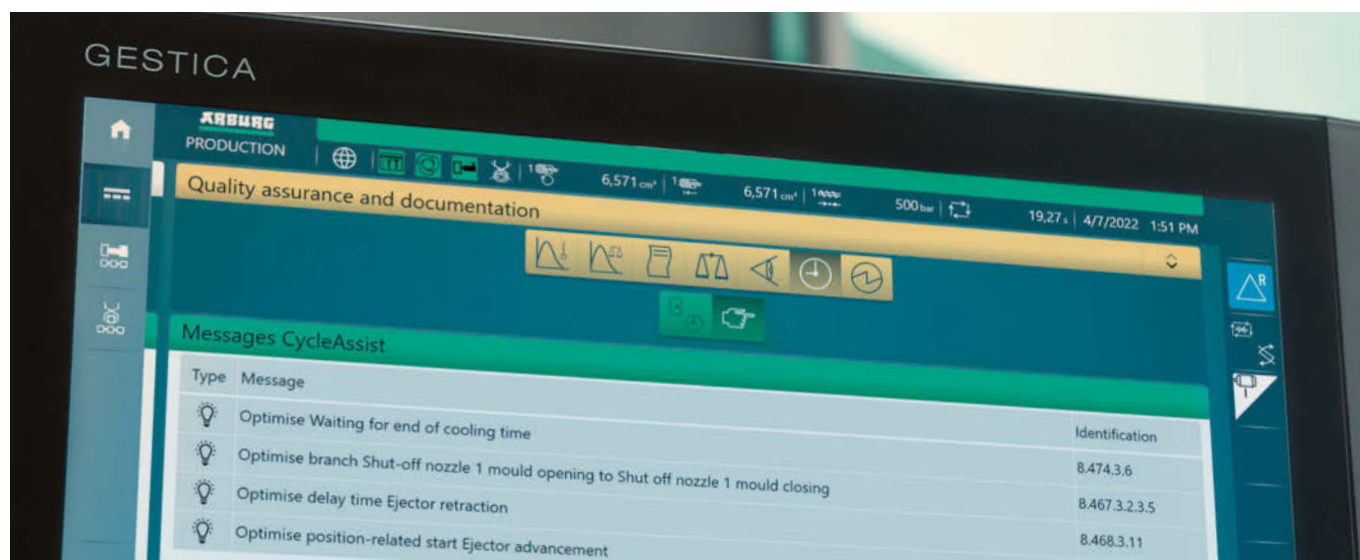 GESTICA
ARBURG
PRODUCTION
1 6,571 cm³ 1 6,571 cm³ 1 500 bar 19,27 s 4/7/2022 1:51 PM
Quality assurance and documentation
R
Messages CycleAssist
Type Message Identification
Optimise Waiting for end of cooling time 8.474.3.6
Optimise branch Shut-off nozzle 1 mould opening to Shut off nozzle 1 mould closing 8.467.3.2.3.5
Optimise delay time Ejector retraction 8.468.3.11
Optimise position-related start Ejector advancement